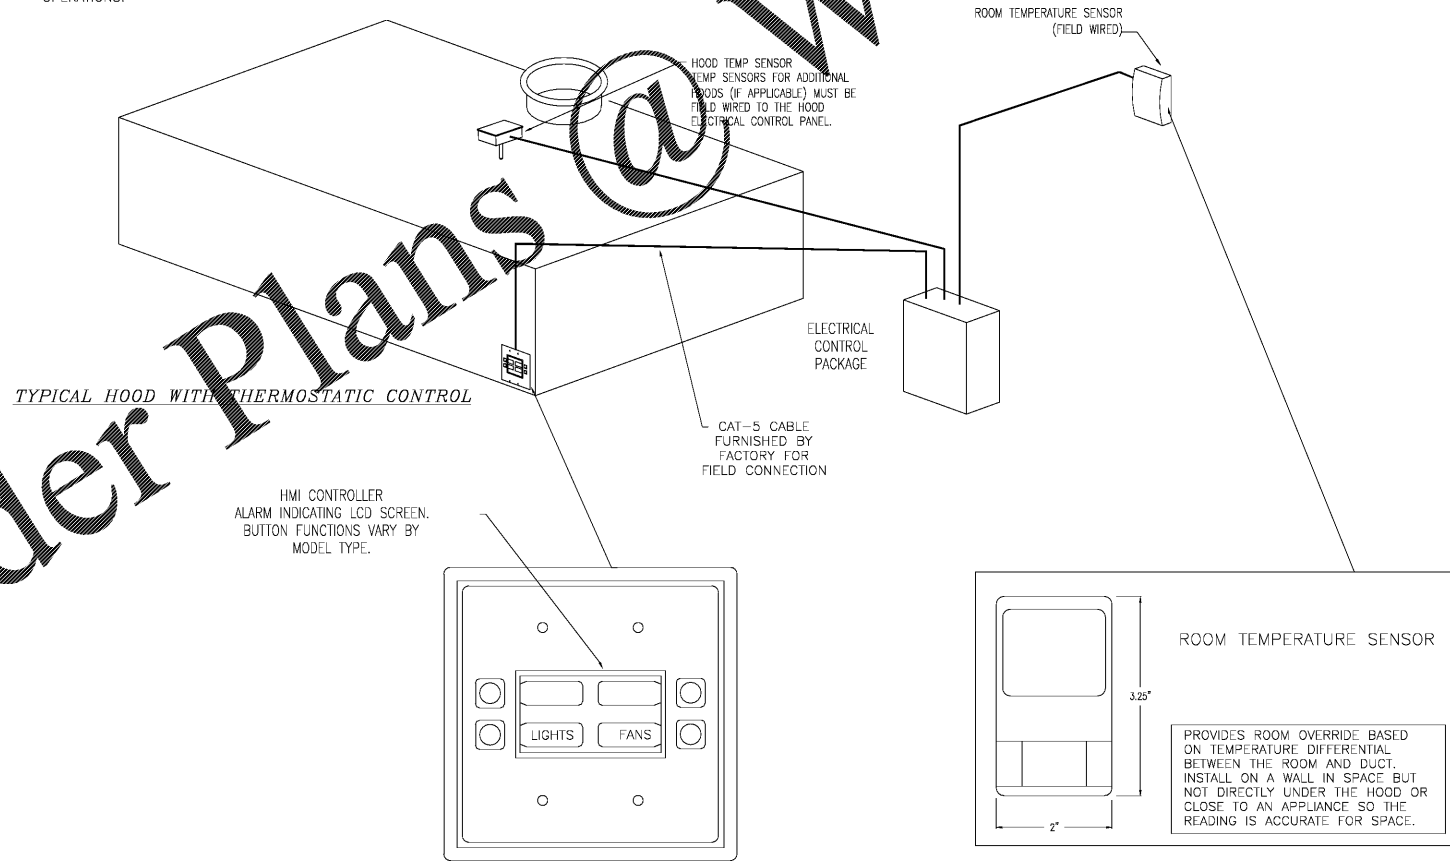 OPERATIONS.
ROOM TEMPERATURE SENSOR
(FIELD WIRED)
HOOD TEMP SENSOR
TEMP SENSORS FOR ADDITIONAL
HOODS (IF APPLICABLE) MUST BE
FIELD WIRED TO THE HOOD
ELECTRICAL CONTROL PANEL.
der Plans @ W
ELECTRICAL
CONTROL
PACKAGE
TYPICAL HOOD WITH THERMOSTATIC CONTROL
CAT-5 CABLE
FURNISHED BY
FACTORY FOR
FIELD CONNECTION
HMI CONTROLLER
ALARM INDICATING LCD SCREEN.
BUTTON FUNCTIONS VARY BY
MODEL TYPE.
LIGHTS
FANS
ROOM TEMPERATURE SENSOR
3.25"
2"
PROVIDES ROOM OVERRIDE BASED
ON TEMPERATURE DIFFERENTIAL
BETWEEN THE ROOM AND DUCT.
INSTALL ON A WALL IN SPACE BUT
NOT DIRECTLY UNDER THE HOOD OR
CLOSE TO AN APPLIANCE SO THE
READING IS ACCURATE FOR SPACE.